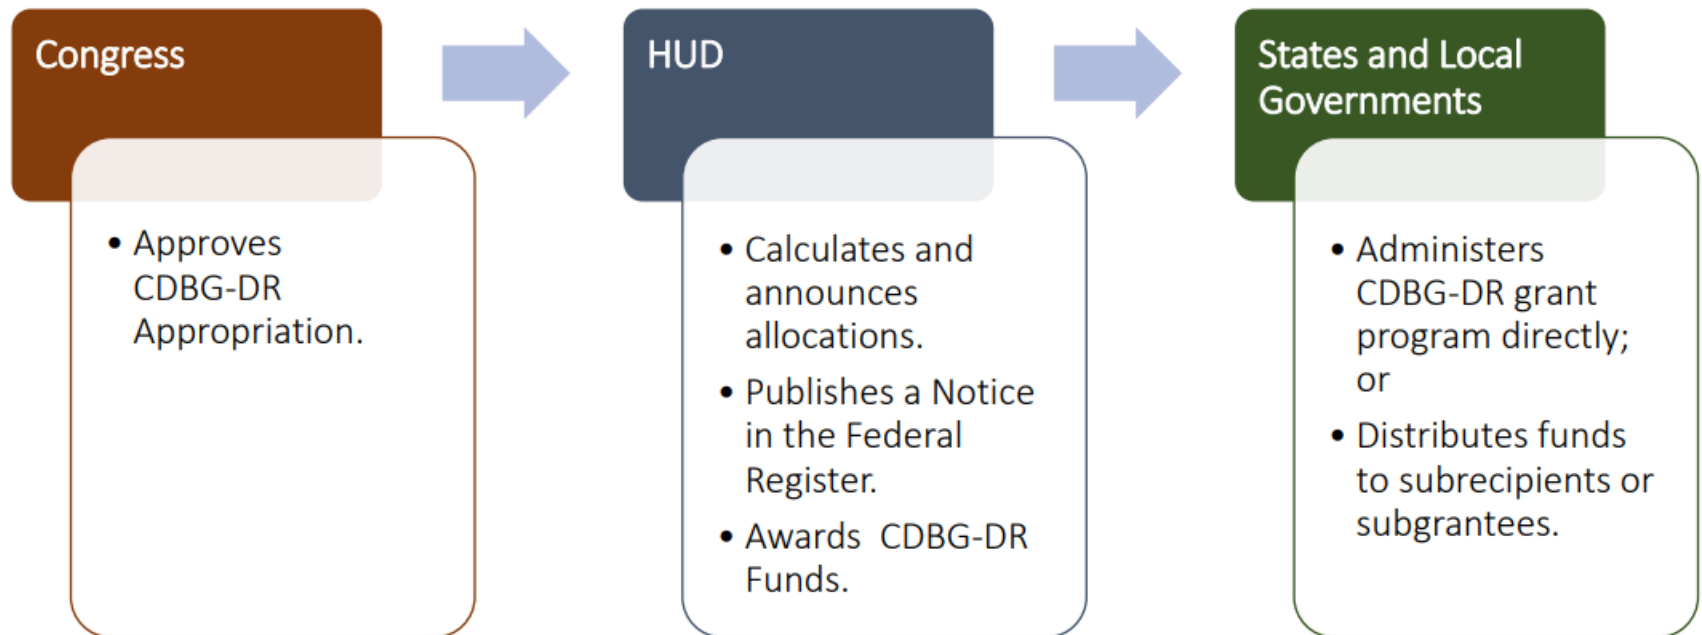 Congress
• Approves
CDBG-DR
Appropriation.
HUD
• Calculates and
announces
allocations.
• Publishes a Notice
in the Federal
Register.
• Awards  CDBG-DR
Funds.
States and Local
Governments
• Administers
CDBG-DR grant
program directly;
or
• Distributes funds
to subrecipients or
subgrantees.